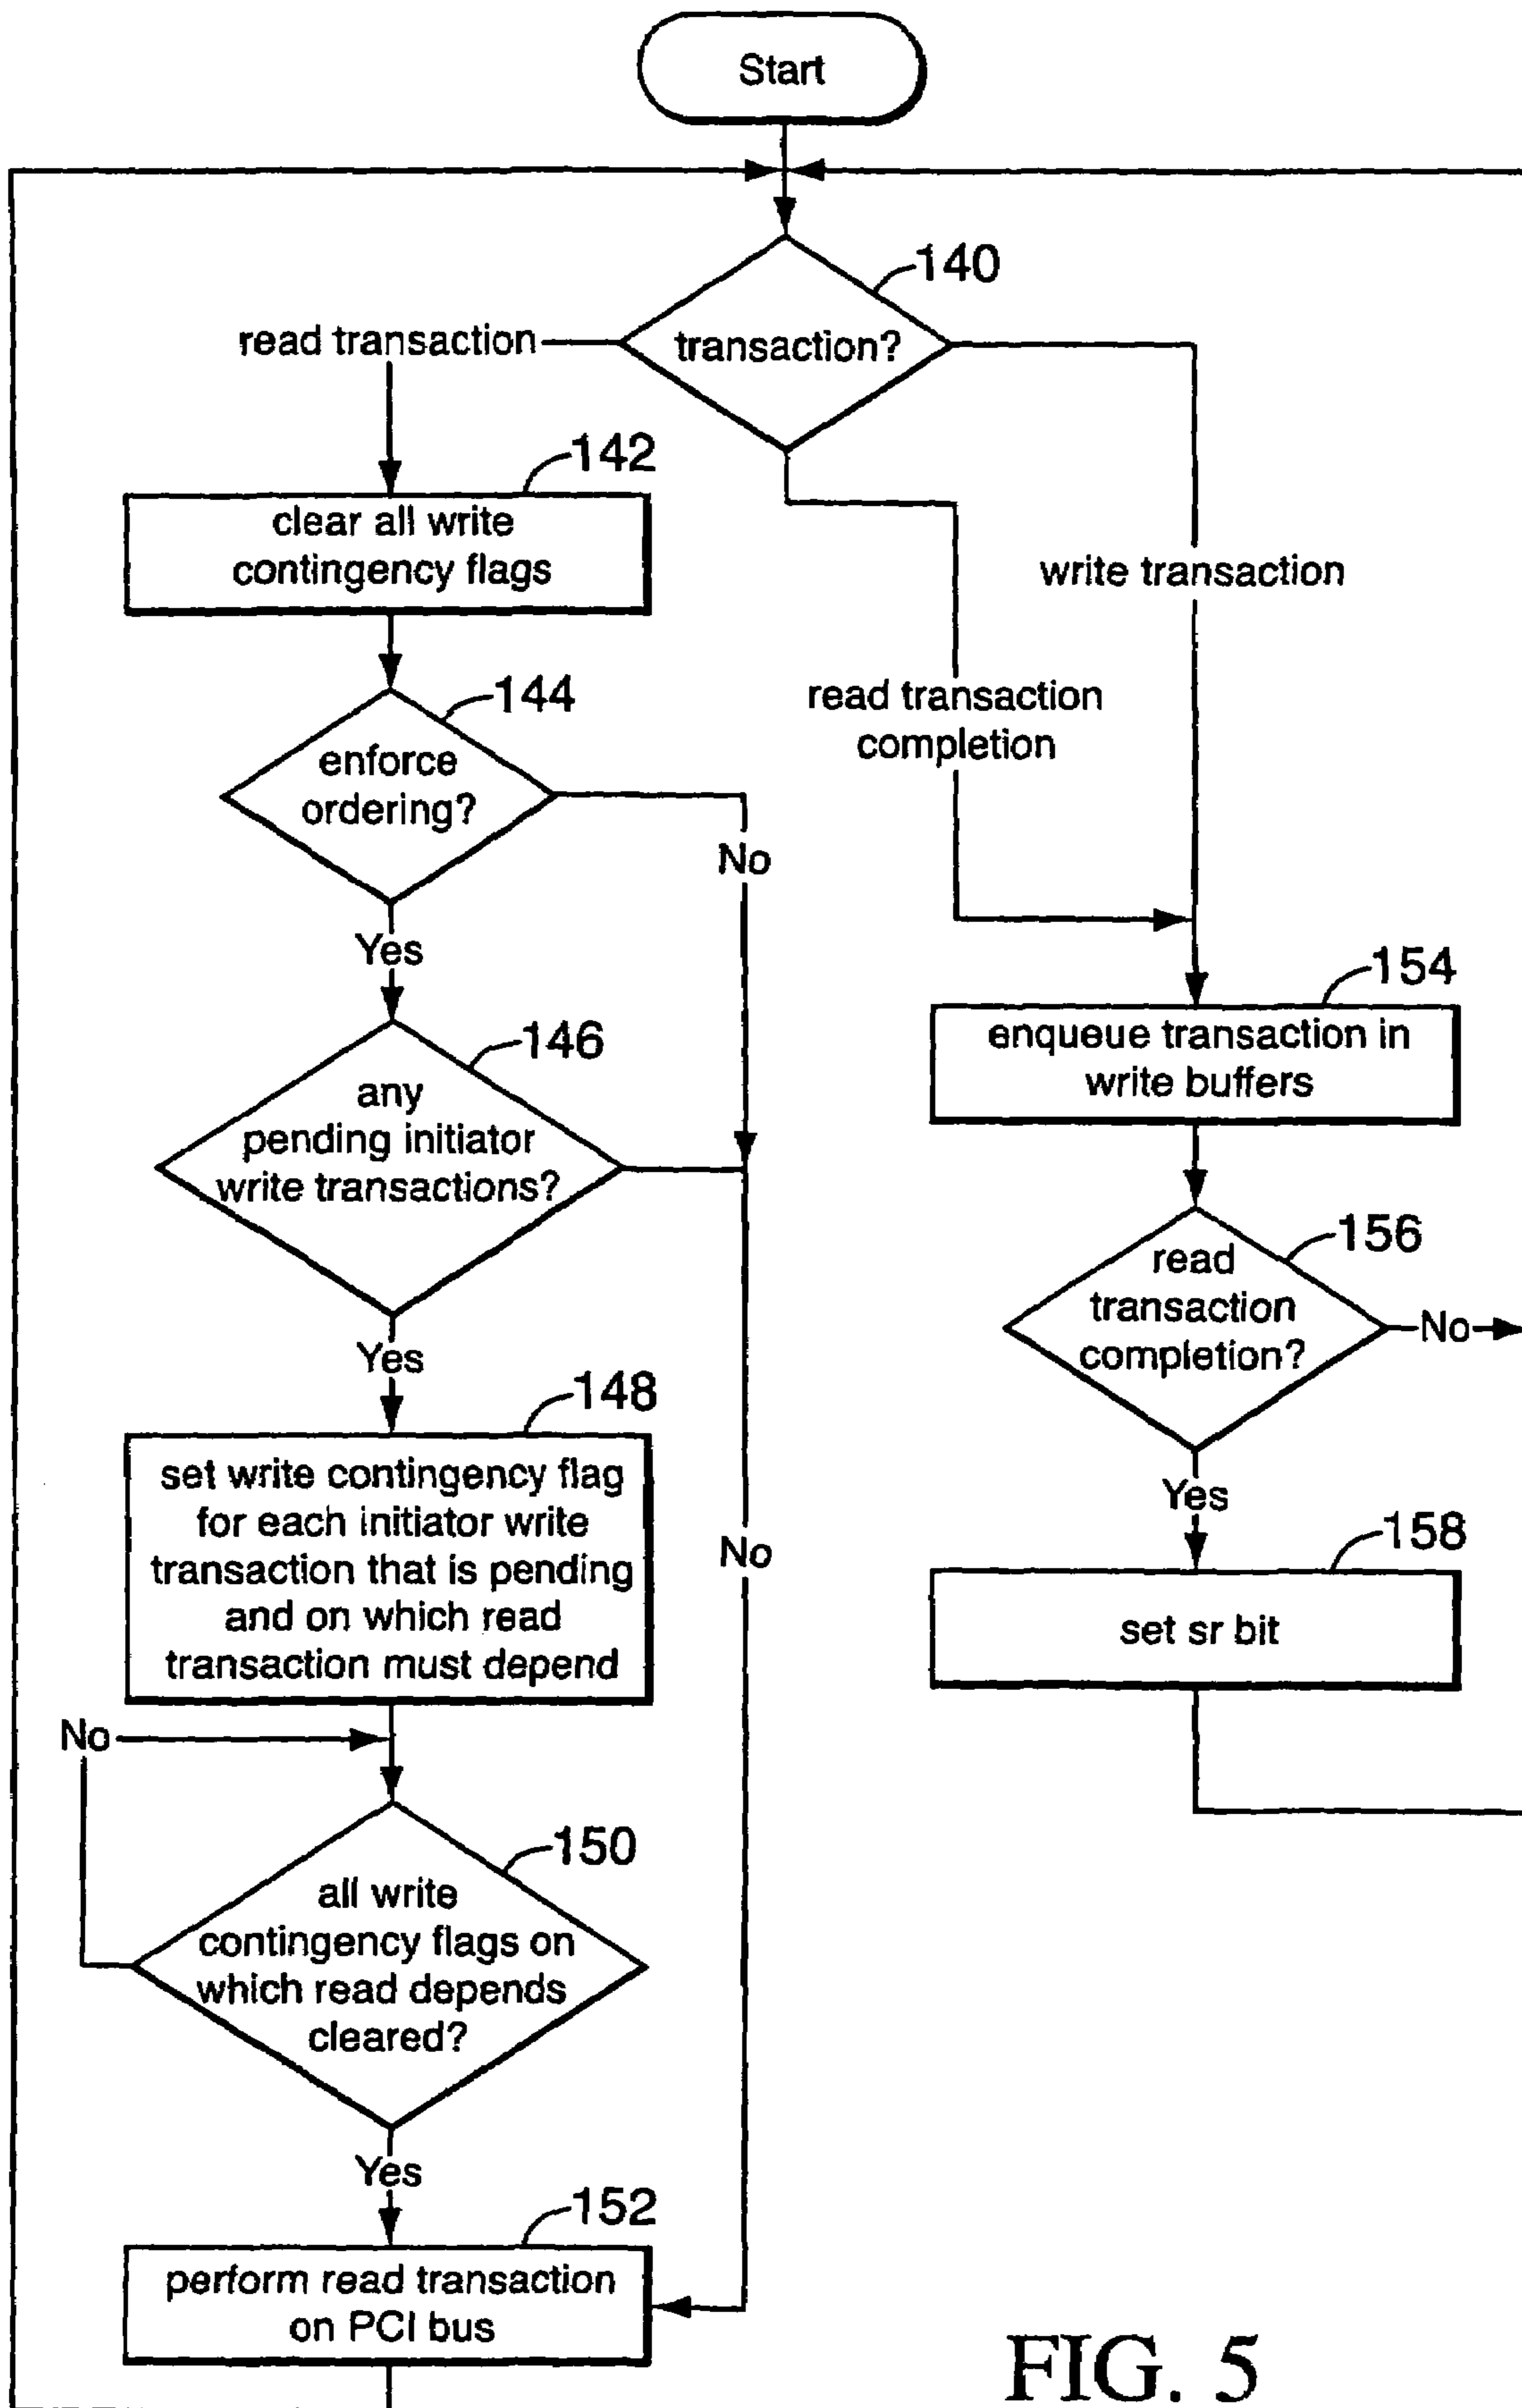 Start
140
transaction?
read transaction
142
clear all write
contingency flags
write transaction
144
enforce
ordering?
read transaction
completion
No
Yes
146
any
pending initiator
write transactions?
154
enqueue transaction in
write buffers
156
read
transaction
completion?
No
Yes
148
set write contingency flag
for each initiator write
transaction that is pending
and on which read
transaction must depend
Yes
158
set sr bit
No
No
150
all write
contingency flags on
which read depends
cleared?
Yes
152
perform read transaction
on PCI bus
FIG. 5